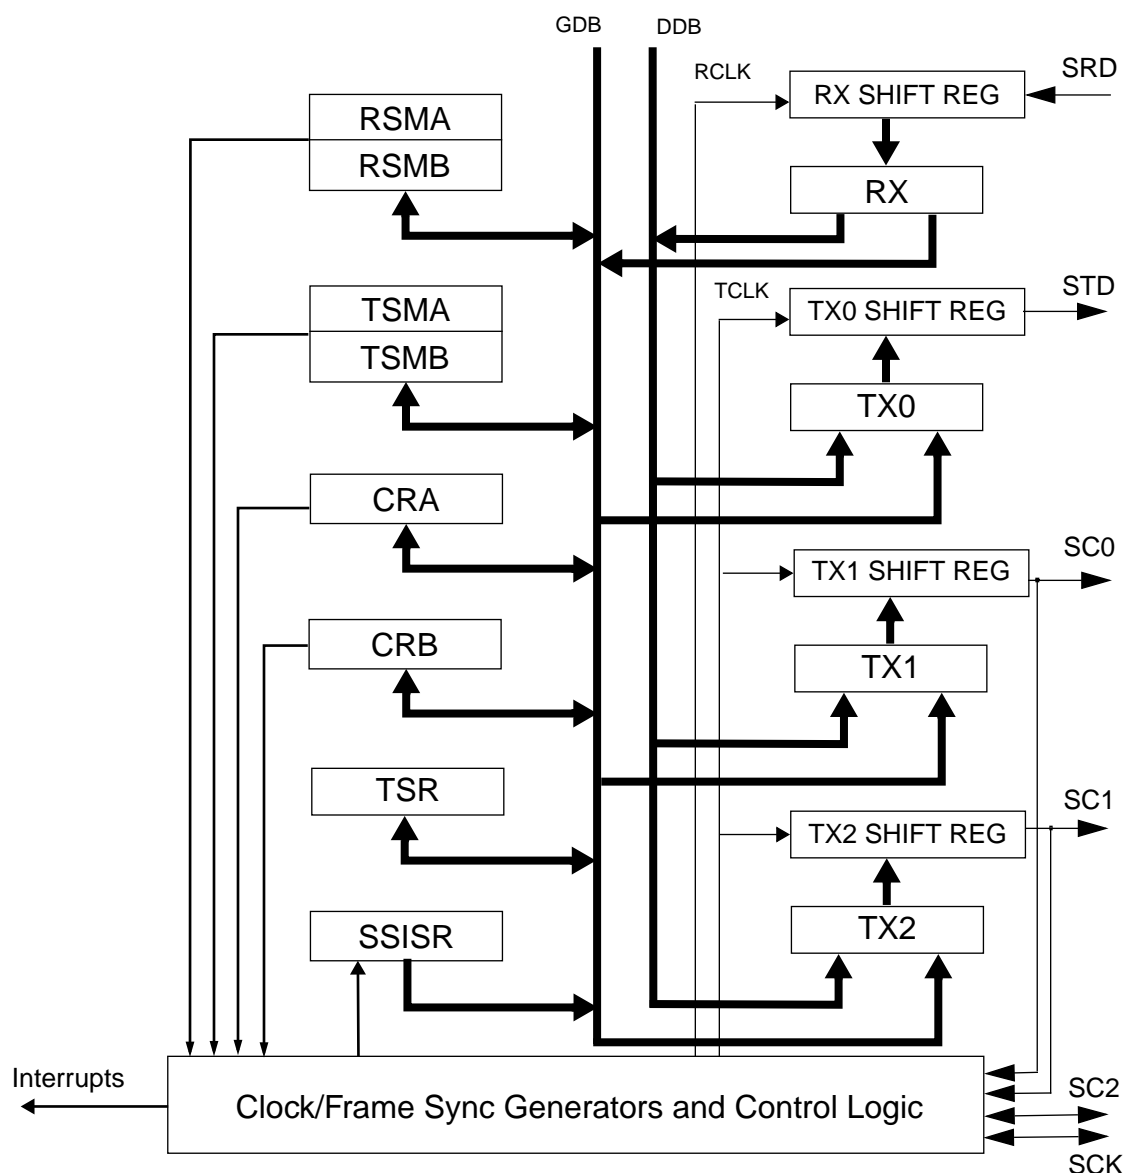 GDB
DDB
RCLK
SRD
RX SHIFT REG
RSMA
RSMB
RX
TCLK
STD
TX0 SHIFT REG
TSMA
TSMB
TX0
CRA
SC0
TX1 SHIFT REG
CRB
TX1
TSR
SC1
TX2 SHIFT REG
SSISR
TX2
Interrupts
Clock/Frame Sync Generators and Control Logic
SC2
SCK